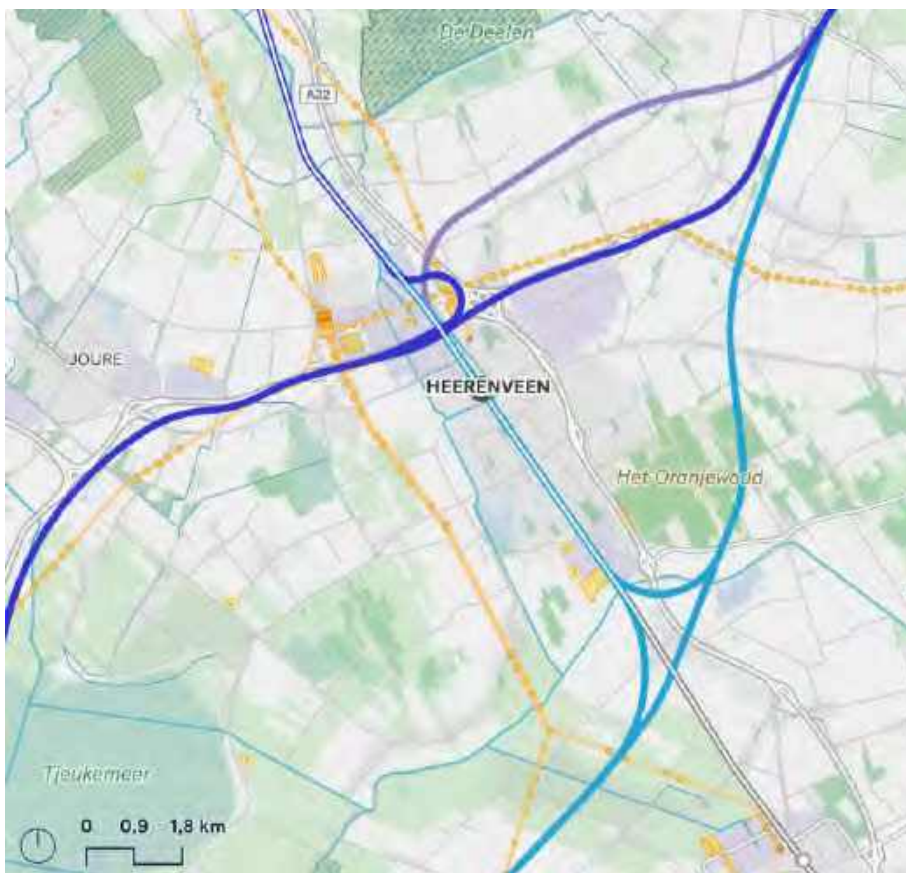 De Deelen
A32
JOURE
HEERENVEEN
Het Oranjewoud
Tjeukemeer
0 0.9 1,8 km